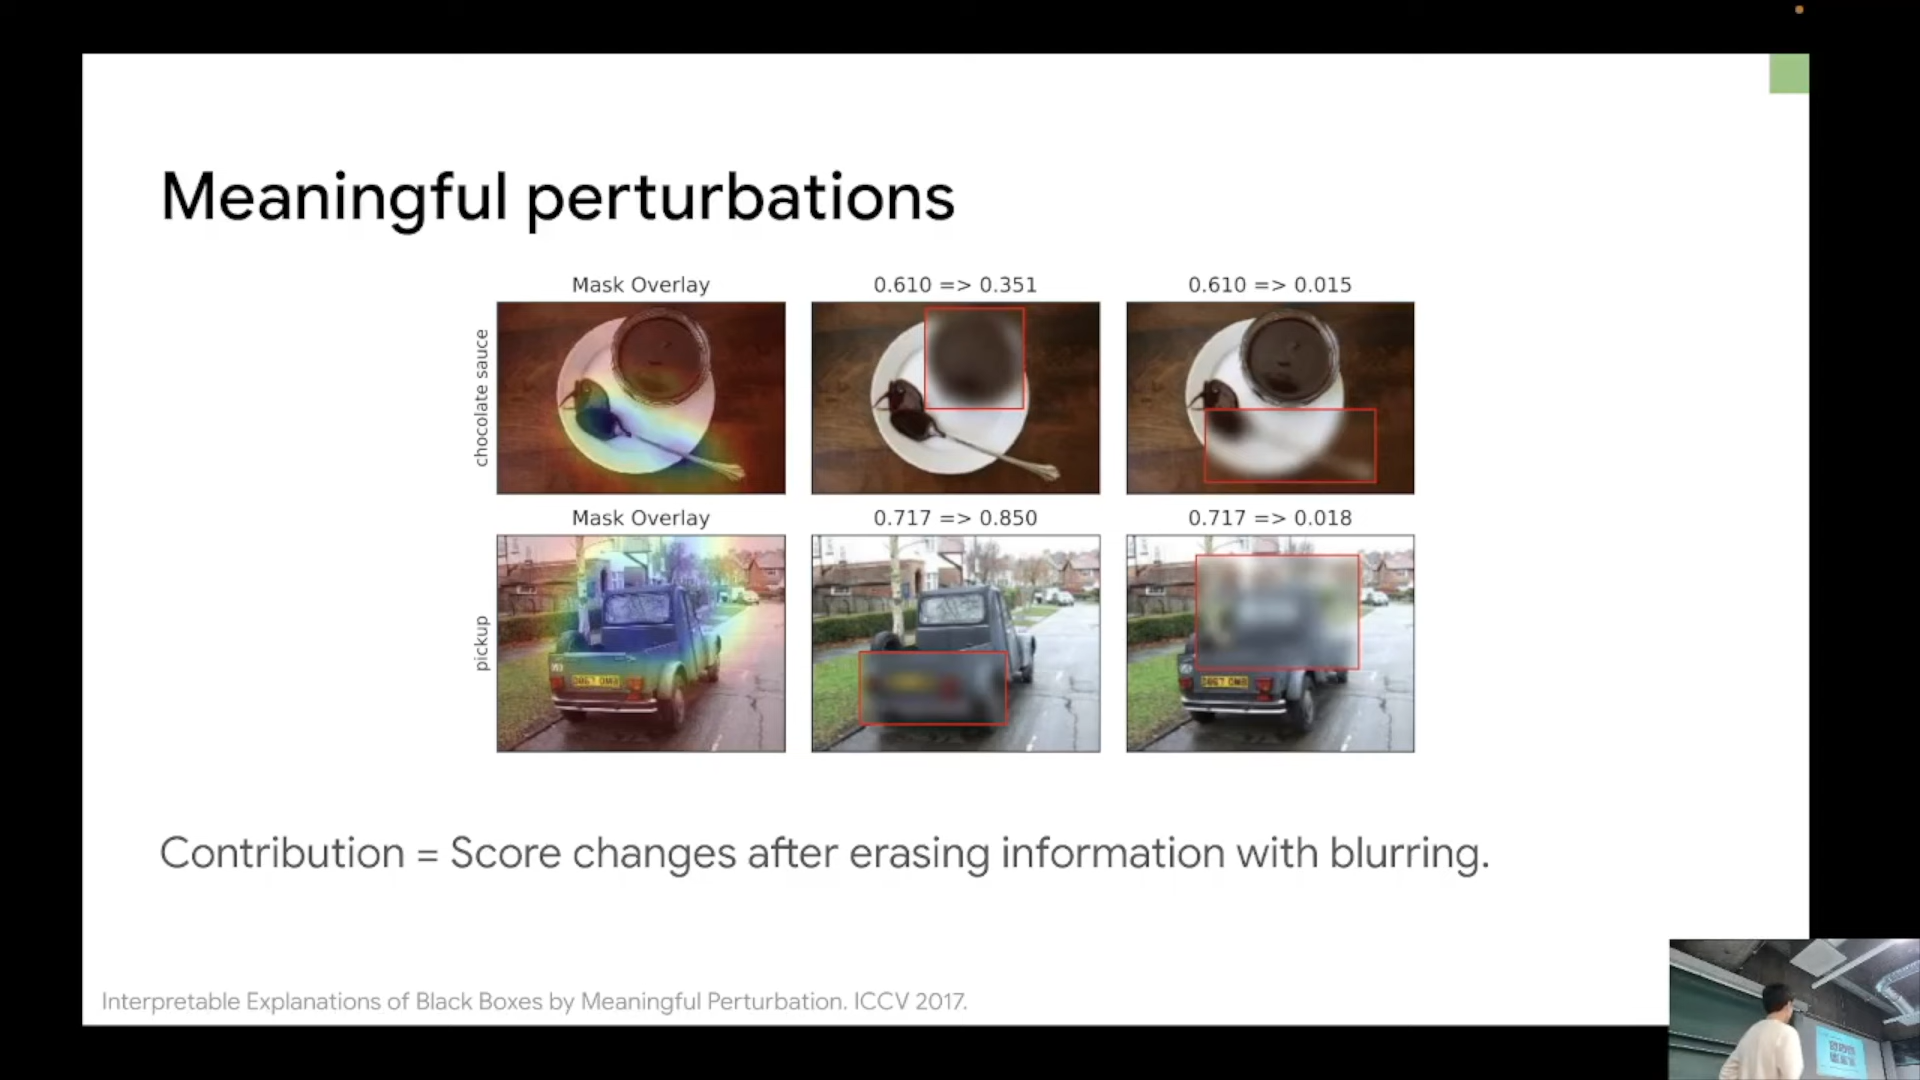 Meaningful perturbations
Mask Overlay
0.610 => 0.351
0.610 => 0.015
chocolate sauce
Mask Overlay
0.717 => 0.850
0.717 => 0.018
pickup
Contribution = Score changes after erasing information with blurring.
Interpretable Explanations of Black Boxes by Meaningful Perturbation. ICCV 2017.